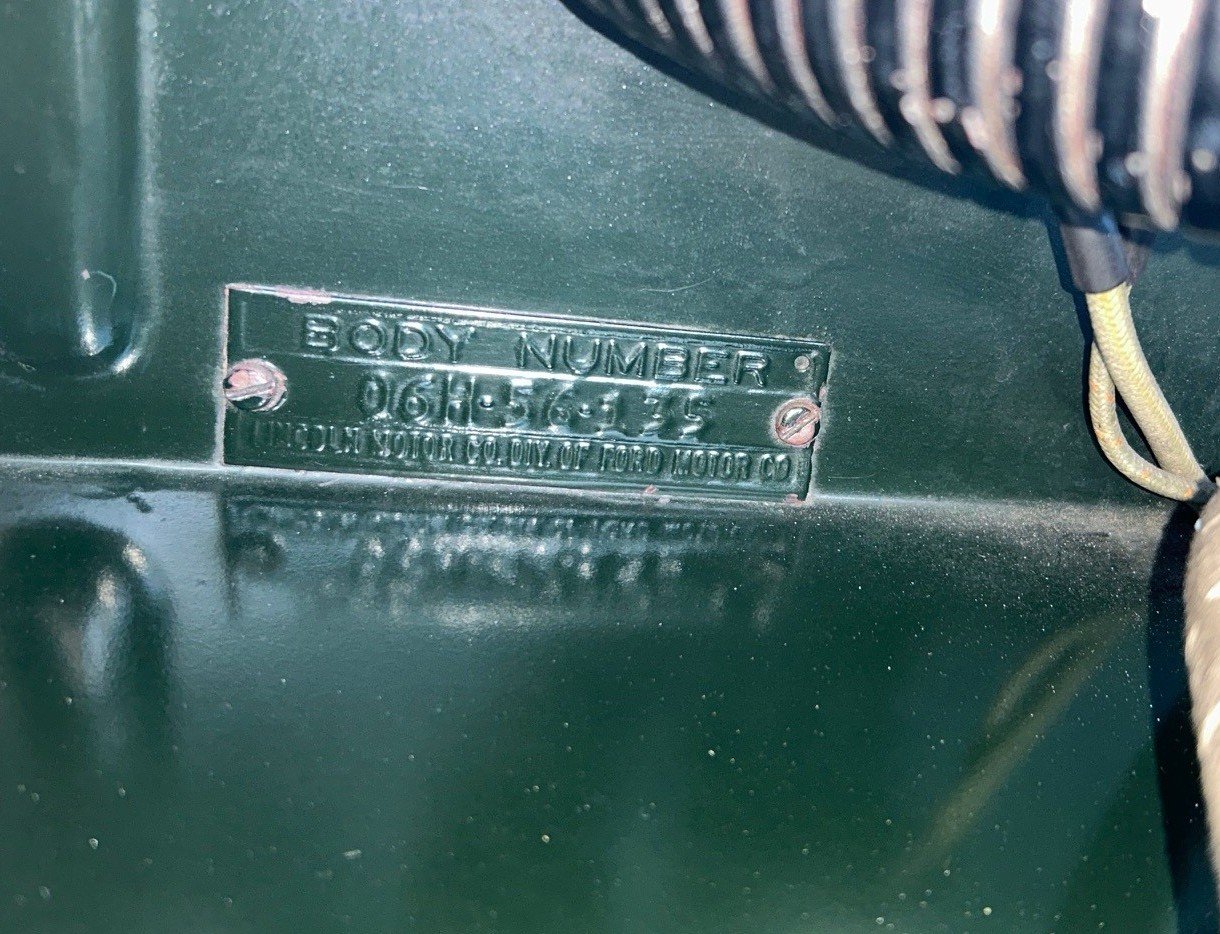 BODY NUMBER
06H·56·135
LINCOLN MOTOR CO. DIV. OF FORD MOTOR CO